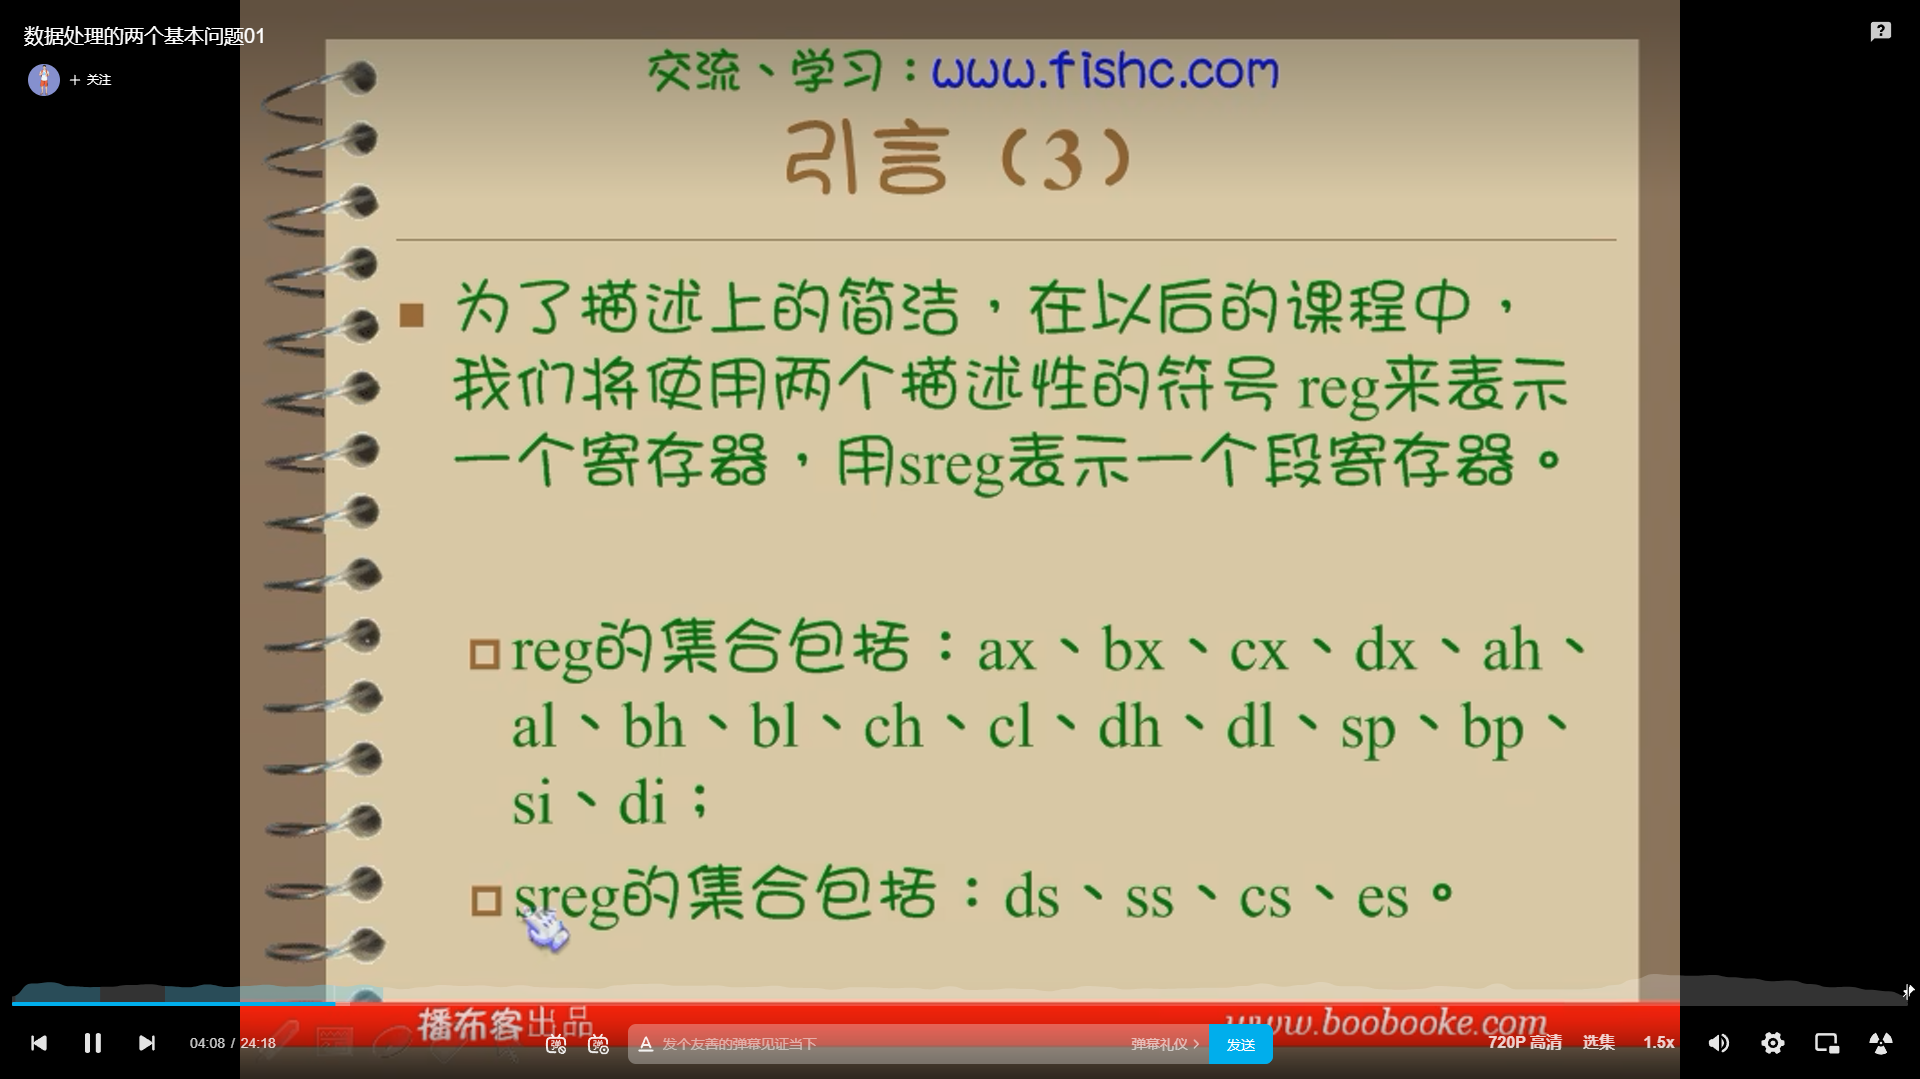 数据处理的两个基本问题01
+ 关注
交流、学习：www.fishc.com
引言（3）
为了描述上的简洁，在以后的课程中，
我们将使用两个描述性的符号 reg来表示
一个寄存器，用sreg表示一个段寄存器。
reg的集合包括：ax、bx、cx、dx、ah、
al、bh、bl、ch、cl、dh、dl、sp、bp、
si、di；
sreg的集合包括：ds、ss、cs、es。
播布客出品
www.boobooke.com
04:08 / 24:18
发个友善的弹幕见证当下
弹幕礼仪 >
发送
720P 高清
选集
1.5x